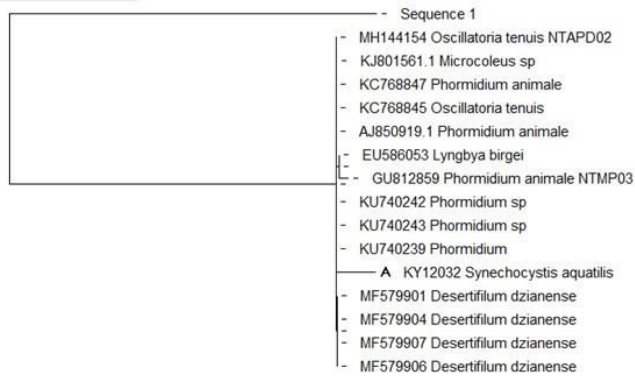 Sequence 1
MH144154 Oscillatoria tenuis NTAPD02
KJ801561.1 Microcoleus sp
KC768847 Phormidium animale
KC768845 Oscillatoria tenuis
AJ850919.1 Phormidium animale
EU586053 Lyngbya birgei
GU812859 Phormidium animale NTMP03
KU740242 Phormidium sp
KU740243 Phormidium sp
KU740239 Phormidium
A KY12032 Synechocystis aquatilis
MF579901 Desertifilum dzianense
MF579904 Desertifilum dzianense
MF579907 Desertifilum dzianense
MF579906 Desertifilum dzianense